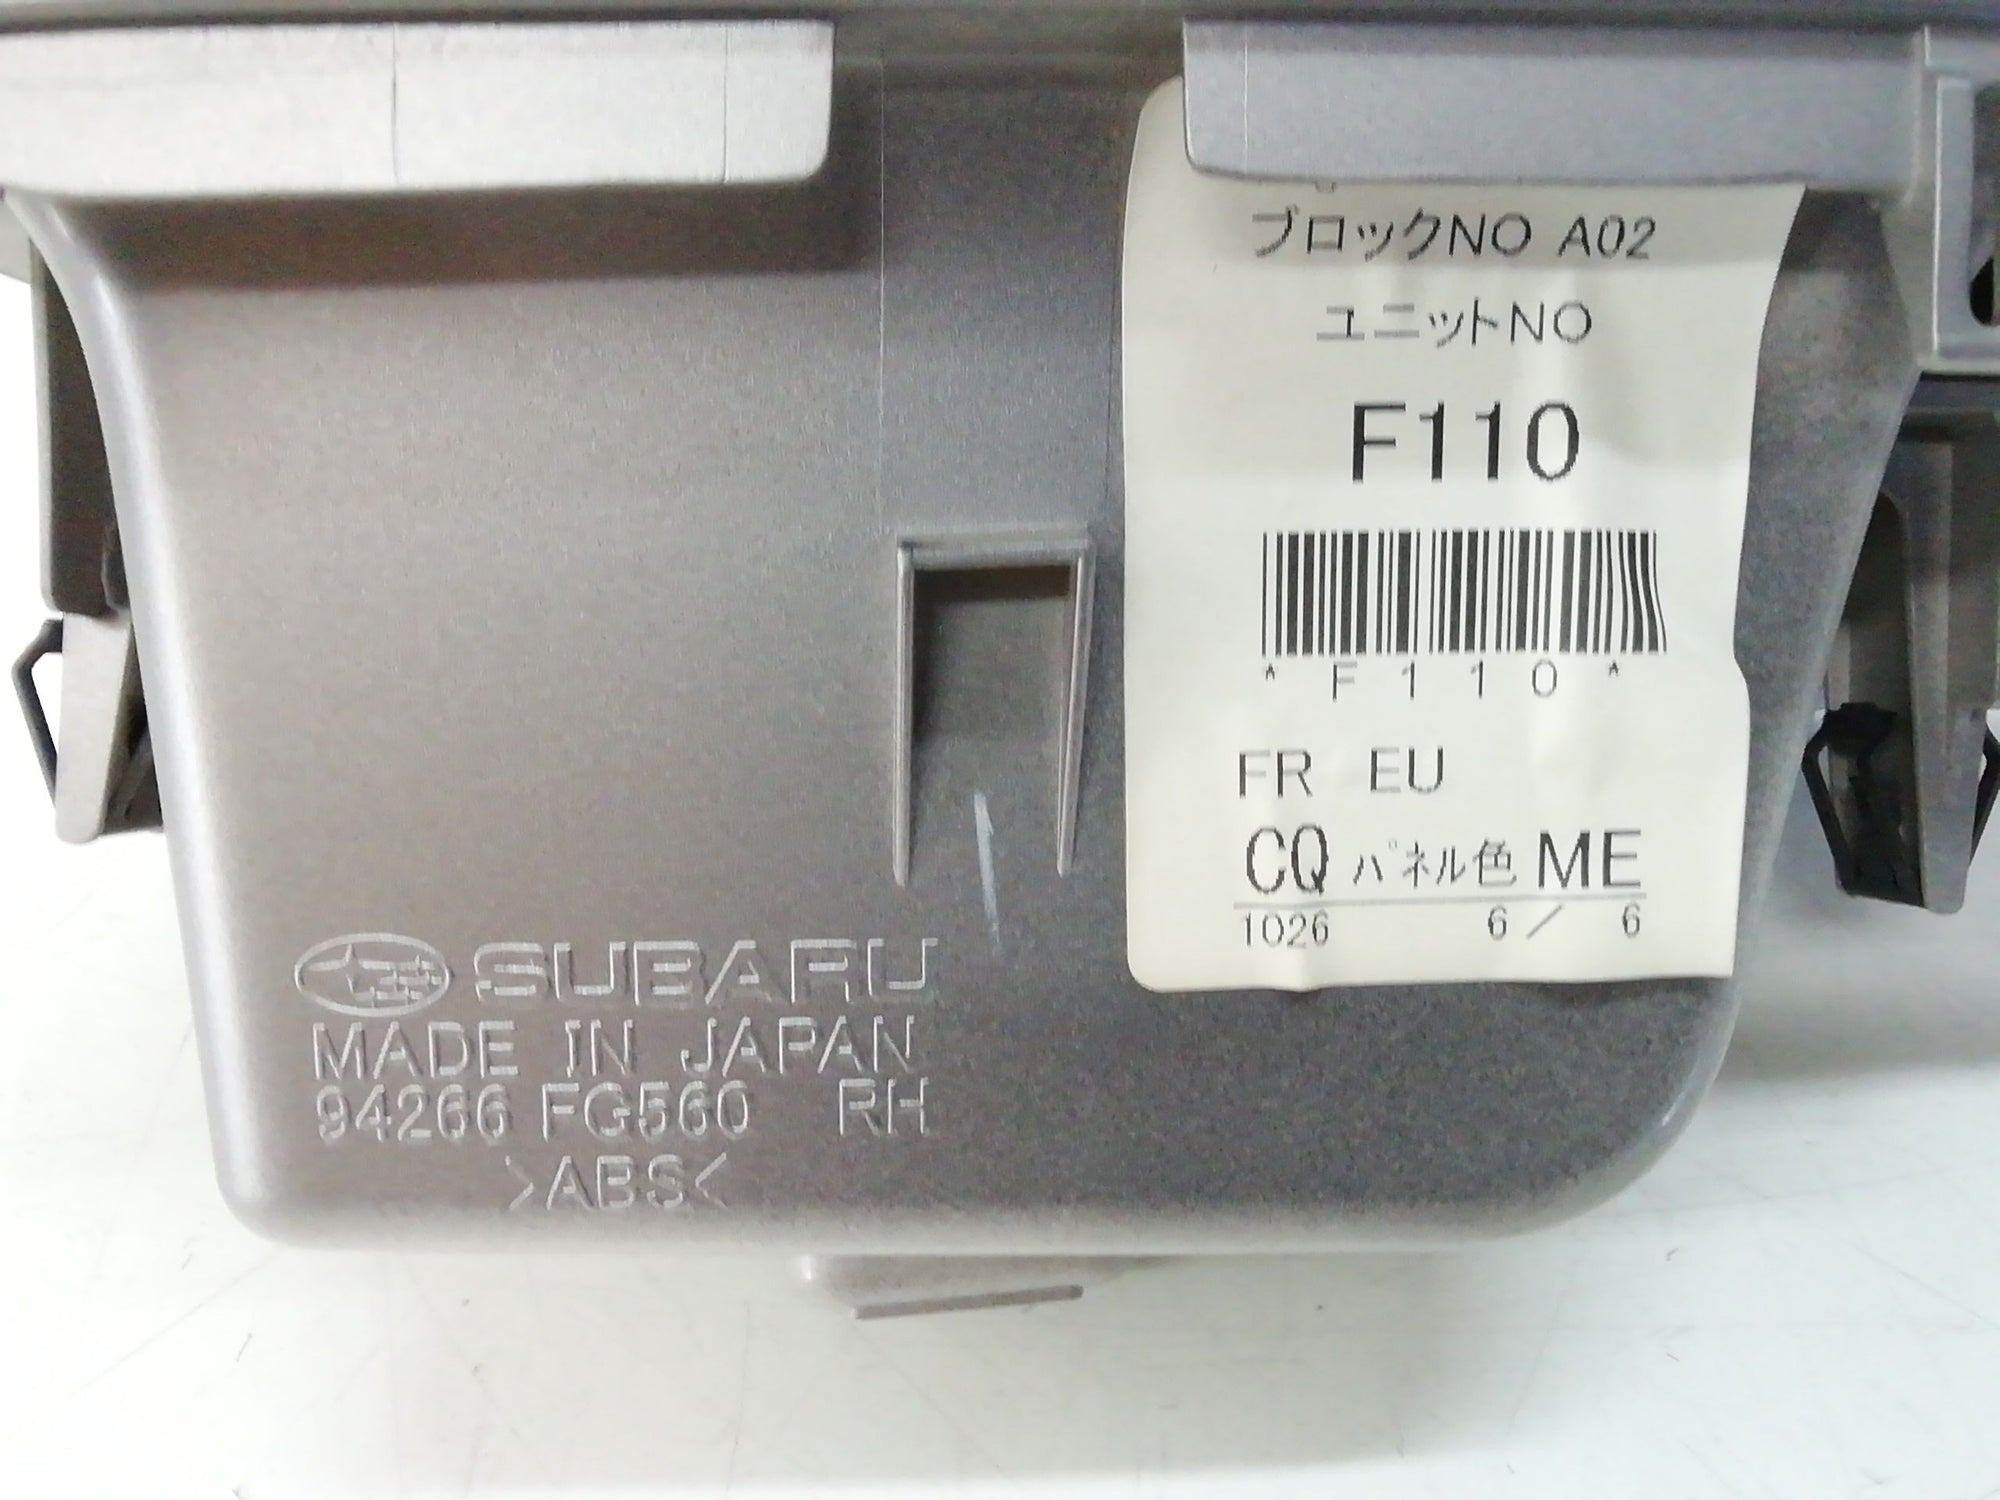 ブロックNO A02
ユニットNO
F110
*F110*
FR EU
CQ パネル色 ME
1026 6/ 6
SUBARU
MADE IN JAPAN
94266 FG560 RH
>ABS<